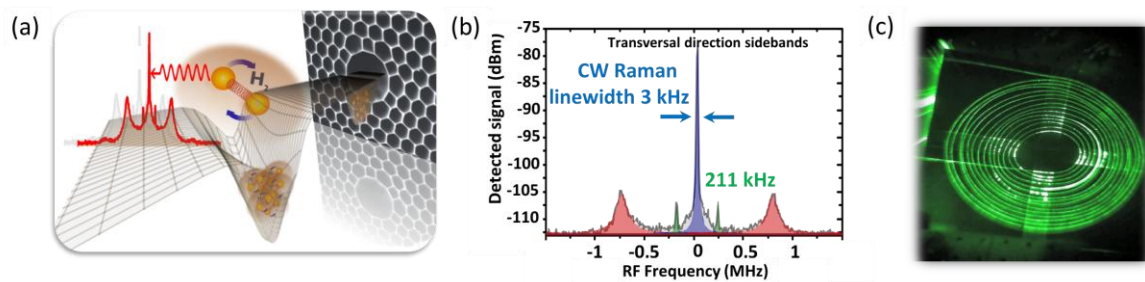 (a)
H2
(b)
Detected signal (dBm)
-75
-80
-85
-90
-95
-100
-105
-110
Transversal direction sidebands
CW Raman
linewidth 3 kHz
211 kHz
-1 -0.5 0 0.5 1
RF Frequency (MHz)
(c)